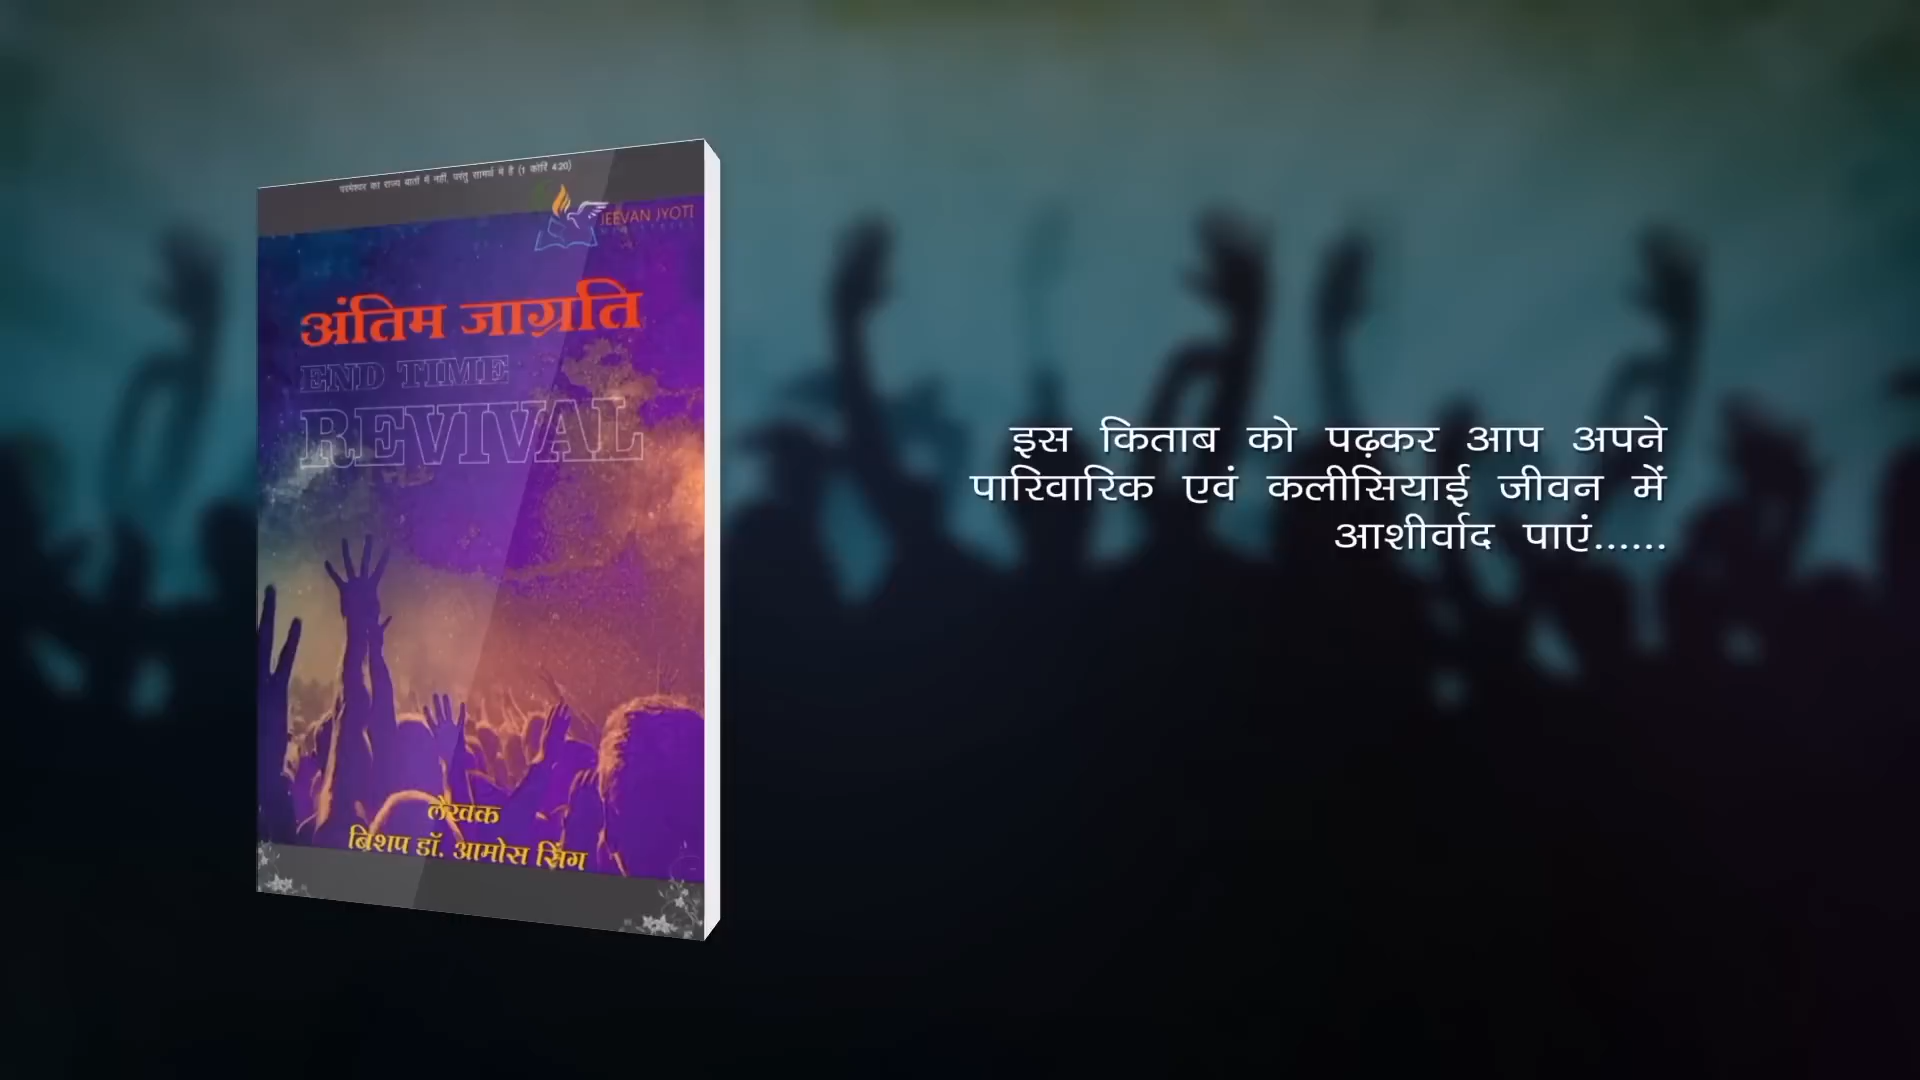 परमेश्वर का राज्य बातों में नहीं, परंतु सामर्थ में है (1 कोरिं 4:20)
JEEVAN JYOTI
अंतिम जाग्रति
END TIME
REVIVAL
लेखक
बिशप डॉ. आमोस सिंग
इस किताब को पढ़कर आप अपने
पारिवारिक एवं कलीसियाई जीवन में
आशीर्वाद पाएं......